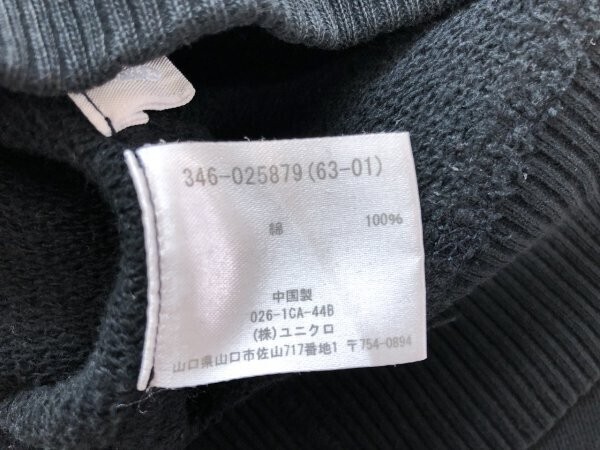 346-025879(63-01)
綿 100%
中国製
026-1CA-44B
(株)ユニクロ
山口県山口市佐山717番地1 〒754-0894